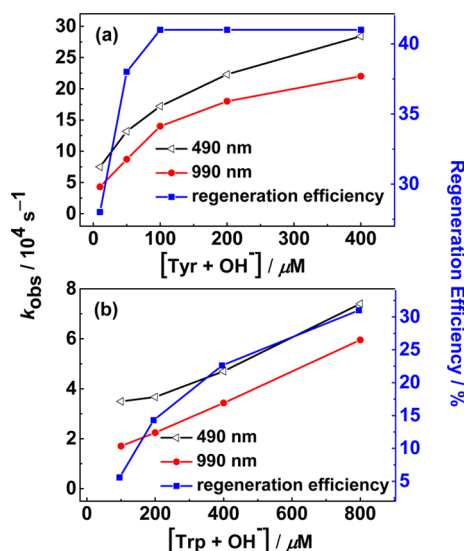 (a)
30
25
20
15
10
5
0
40
35
30
490 nm
990 nm
regeneration efficiency
0 100 200 300 400
[Tyr + OH⁻] / μM
k_obs / 10⁴ s⁻¹
Regeneration Efficiency / %
(b)
8
6
4
2
0
30
25
20
15
10
5
490 nm
990 nm
regeneration efficiency
0 200 400 600 800
[Trp + OH⁻] / μM